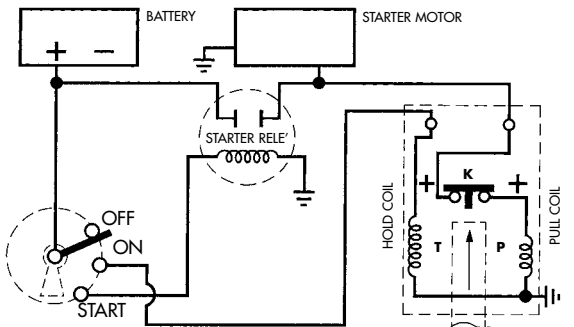 BATTERY
STARTER MOTOR
+ −
STARTER RELE'
HOLD COIL
K
+ +
T P
PULL COIL
OFF
ON
START